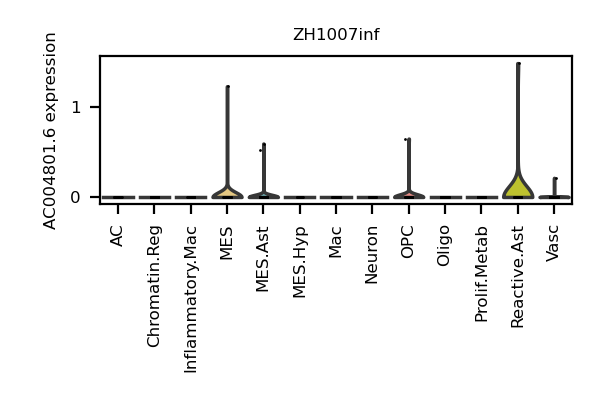 ZH1007inf
AC004801.6 expression
1
0
AC
Chromatin.Reg
Inflammatory.Mac
MES
MES.Ast
MES.Hyp
Mac
Neuron
OPC
Oligo
Prolif.Metab
Reactive.Ast
Vasc